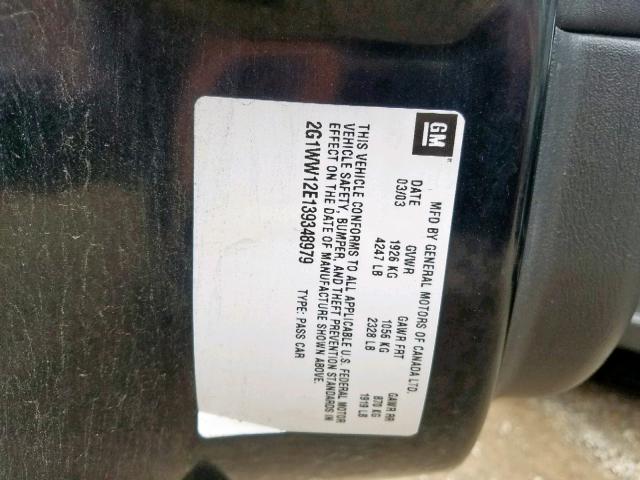 GM
MFD BY GENERAL MOTORS OF CANADA LTD.
DATE GVWR GAWR FRT GAWR RR
03/03 1926 KG 1056 KG 870 KG
4247 LB 2328 LB 1919 LB
THIS VEHICLE CONFORMS TO ALL APPLICABLE U.S. FEDERAL MOTOR
VEHICLE SAFETY, BUMPER, AND THEFT PREVENTION STANDARDS IN
EFFECT ON THE DATE OF MANUFACTURE SHOWN ABOVE.
2G1WW12E139348979 TYPE: PASS CAR